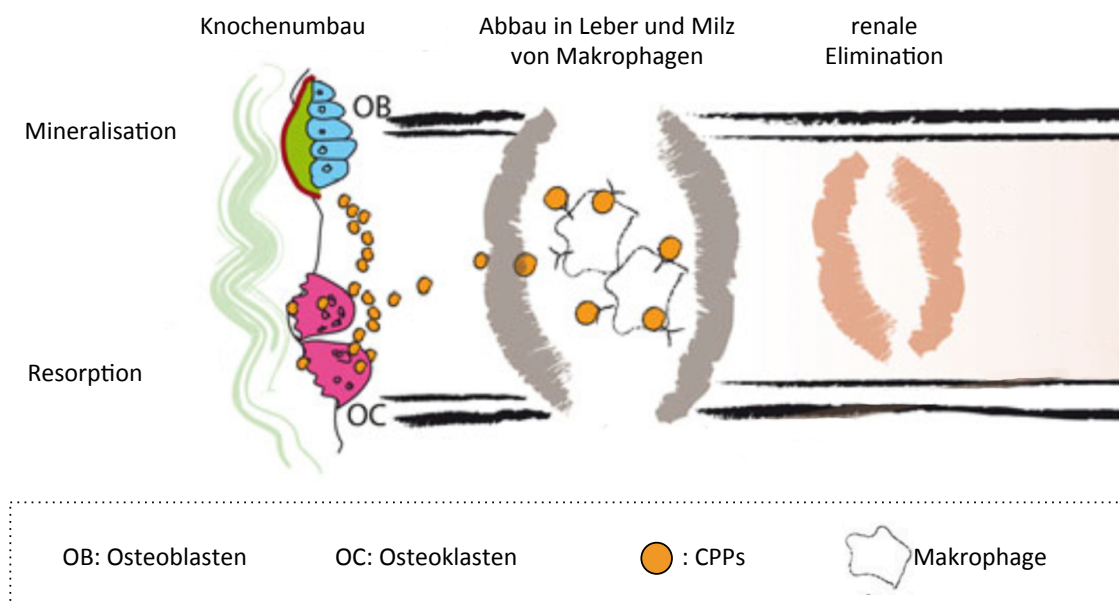 Knochenumbau
Abbau in Leber und Milz
von Makrophagen
renale
Elimination
OB
Mineralisation
Resorption
OC
OB: Osteoblasten
OC: Osteoklasten
: CPPs
Makrophage